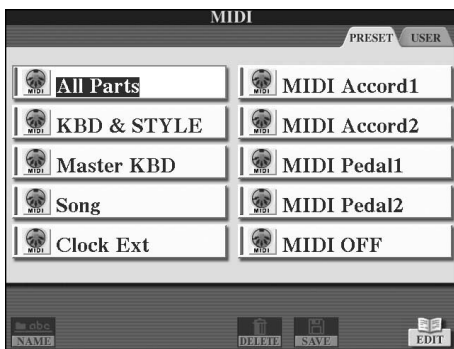 MIDI
PRESET USER
All Parts
KBD & STYLE
Master KBD
Song
Clock Ext
MIDI Accord1
MIDI Accord2
MIDI Pedal1
MIDI Pedal2
MIDI OFF
abc
NAME DELETE SAVE EDIT